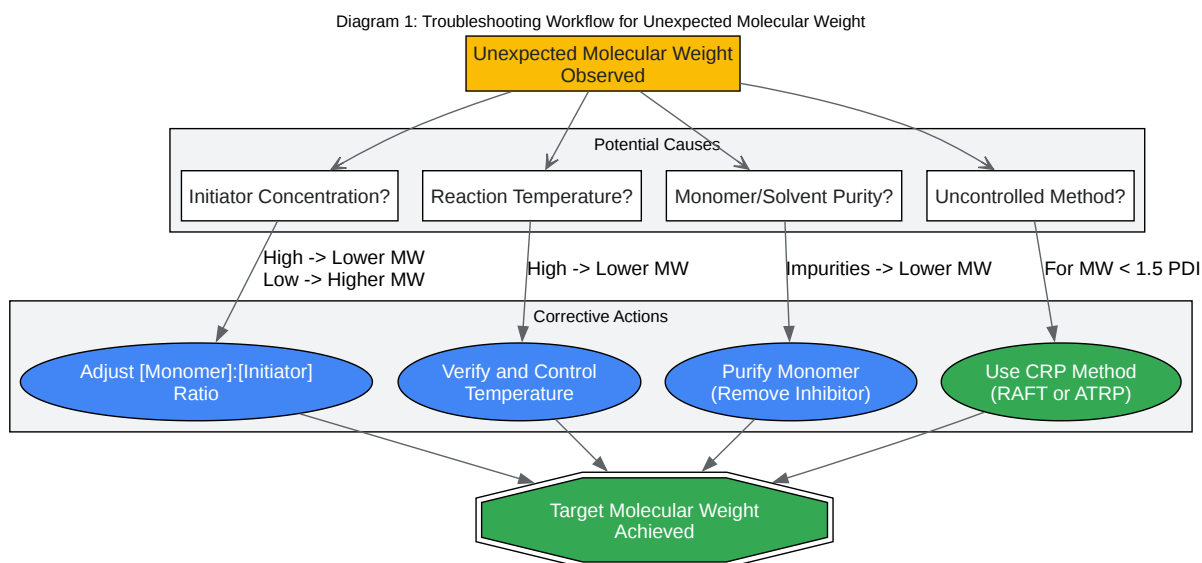 Diagram 1: Troubleshooting Workflow for Unexpected Molecular Weight
Unexpected Molecular Weight
Observed
Potential Causes
Initiator Concentration?
Reaction Temperature?
Monomer/Solvent Purity?
Uncontrolled Method?
High -> Lower MW
Low -> Higher MW
High -> Lower MW
Impurities -> Lower MW
For MW < 1.5 PDI
Corrective Actions
Adjust [Monomer]:[Initiator]
Ratio
Verify and Control
Temperature
Purify Monomer
(Remove Inhibitor)
Use CRP Method
(RAFT or ATRP)
Target Molecular Weight
Achieved